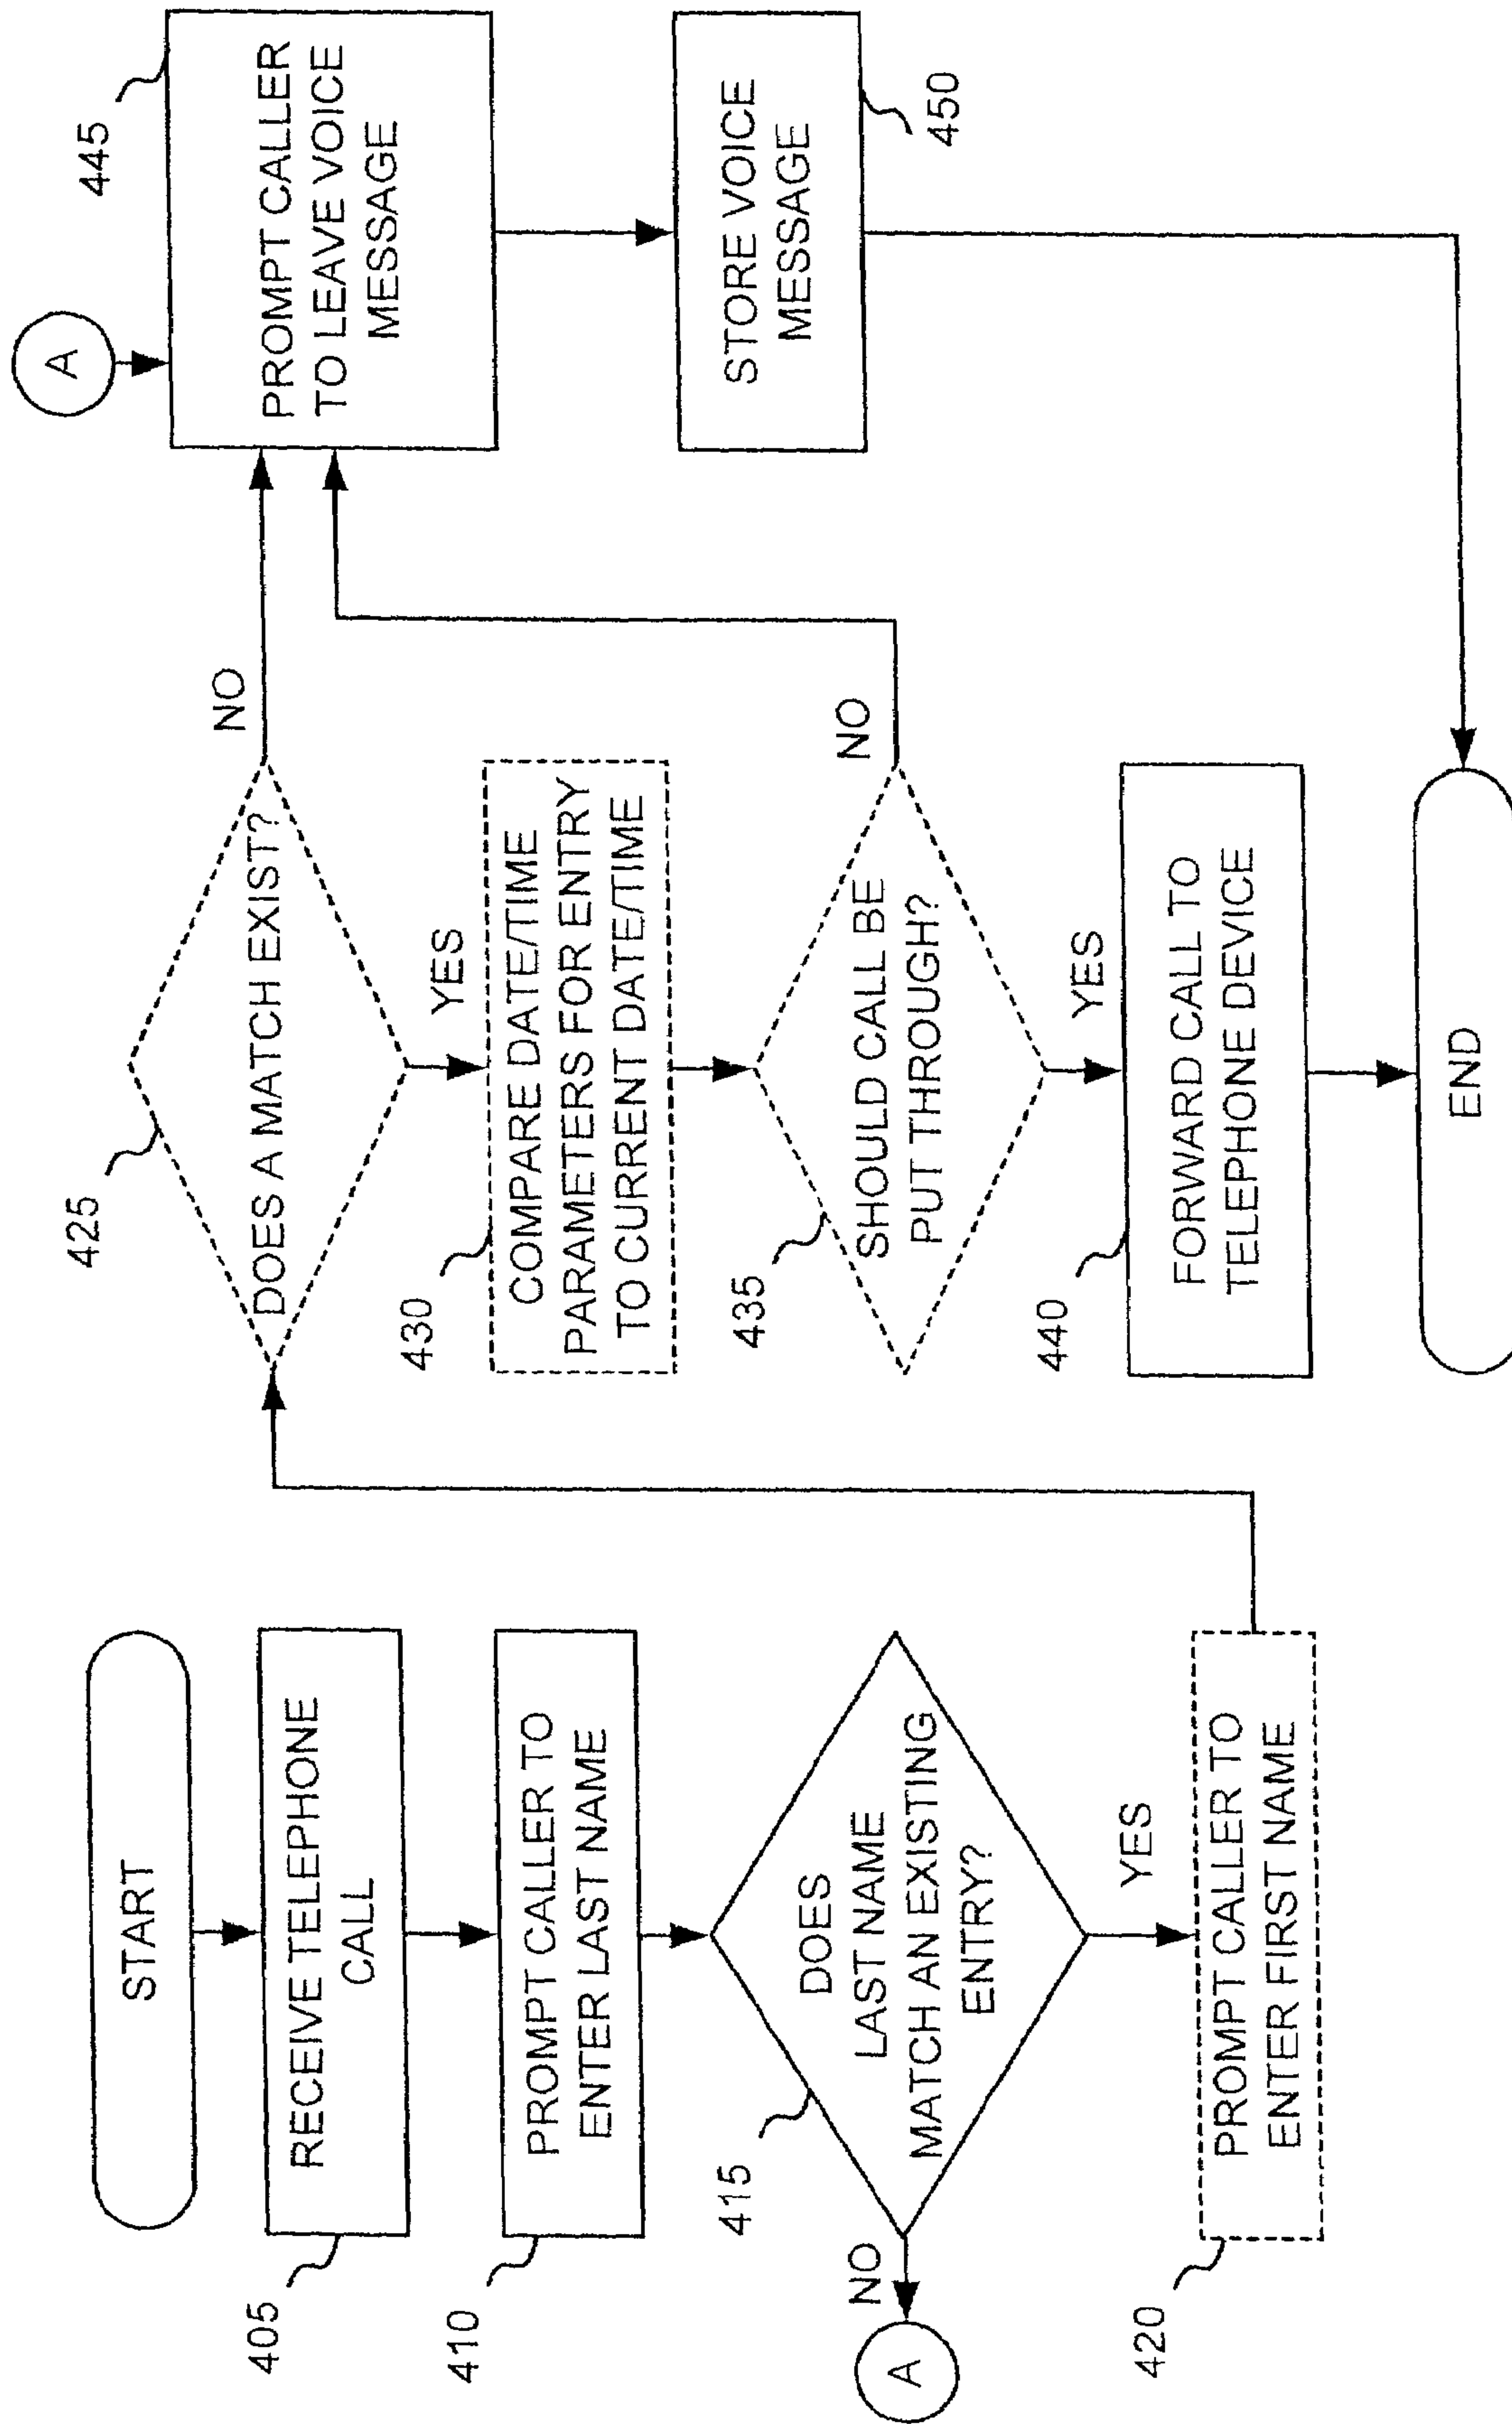 START
RECEIVE TELEPHONE
CALL
405
PROMPT CALLER TO
ENTER LAST NAME
410
DOES
LAST NAME
MATCH AN EXISTING
ENTRY?
415
NO
A
YES
PROMPT CALLER TO
ENTER FIRST NAME
420
DOES A MATCH EXIST?
425
NO
YES
COMPARE DATE/TIME
PARAMETERS FOR ENTRY
TO CURRENT DATE/TIME
430
SHOULD CALL BE
PUT THROUGH?
435
NO
YES
FORWARD CALL TO
TELEPHONE DEVICE
440
END
A
PROMPT CALLER
TO LEAVE VOICE
MESSAGE
445
STORE VOICE
MESSAGE
450